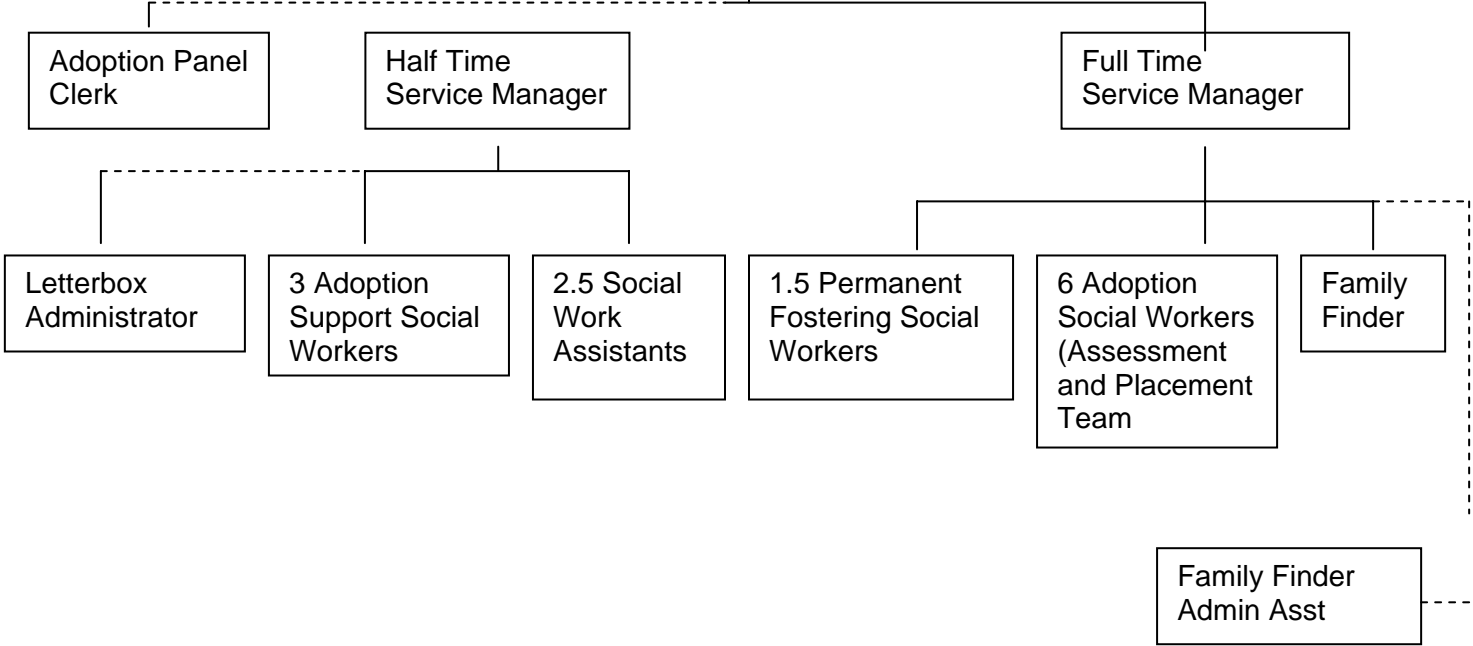 Adoption Panel
Clerk
Half Time
Service Manager
Full Time
Service Manager
Letterbox
Administrator
3 Adoption
Support Social
Workers
2.5 Social
Work
Assistants
1.5 Permanent
Fostering Social
Workers
6 Adoption
Social Workers
(Assessment
and Placement
Team
Family
Finder
Family Finder
Admin Asst